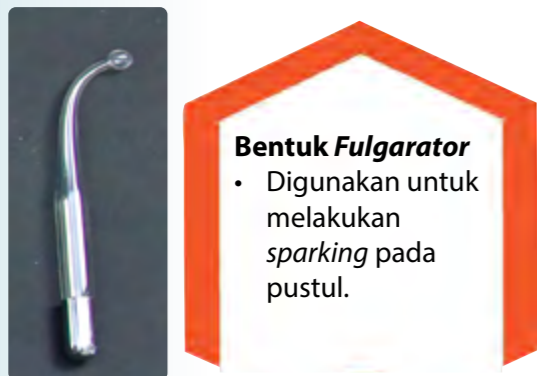 Bentuk Fulgarator
• Digunakan untuk
melakukan
sparking pada
pustul.